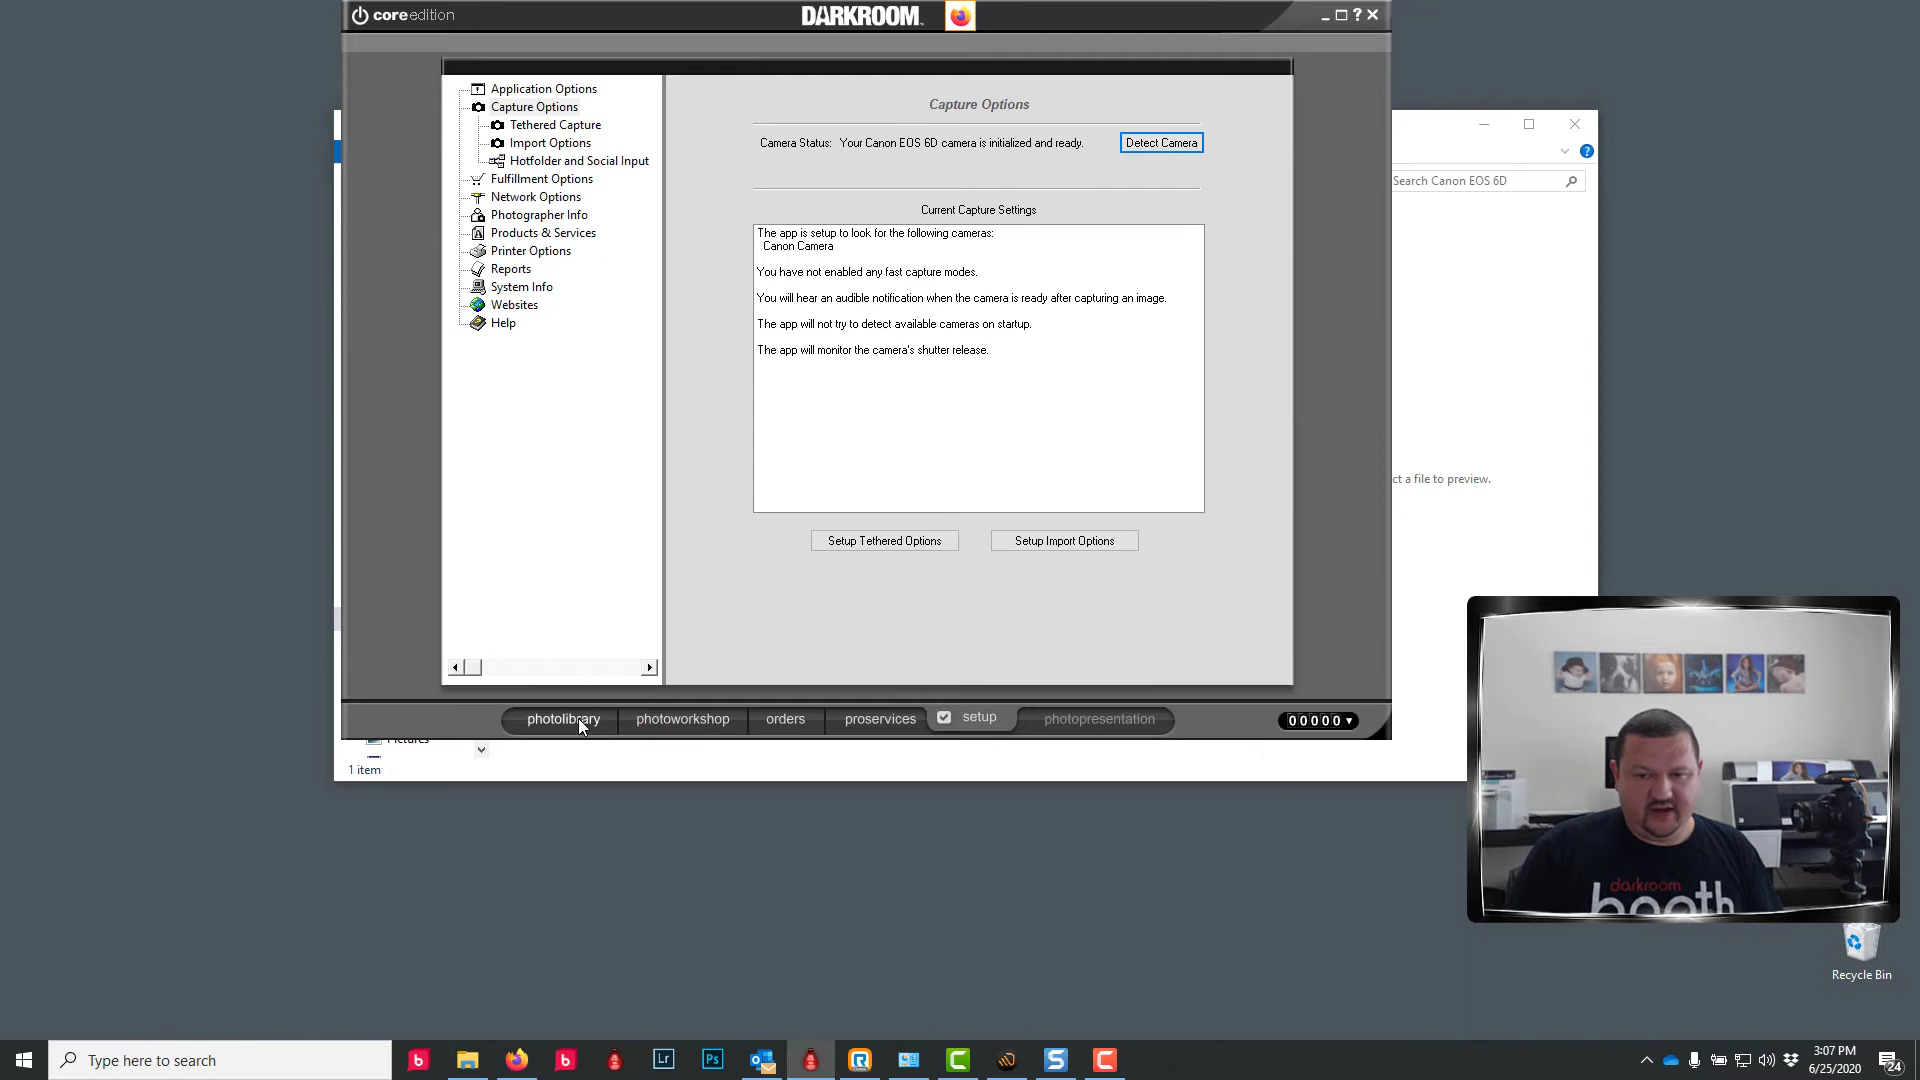 coreedition
DARKROOM
Application Options
Capture Options
Tethered Capture
Import Options
Hotfolder and Social Input
Fulfillment Options
Network Options
Photographer Info
Products & Services
Printer Options
Reports
System Info
Websites
Help
Capture Options
Camera Status: Your Canon EOS 6D camera is initialized and ready.
Detect Camera
Current Capture Settings
The app is setup to look for the following cameras:
Canon Camera
You have not enabled any fast capture modes.
You will hear an audible notification when the camera is ready after capturing an image.
The app will not try to detect available cameras on startup.
The app will monitor the camera's shutter release.
Setup Tethered Options
Setup Import Options
Search Canon EOS 6D
ct a file to preview.
photolibrary
photoworkshop
orders
proservices
setup
photopresentation
00000
1 item
darkroom
booth
Recycle Bin
Type here to search
Lr
Ps
3:07 PM
6/25/2020
24